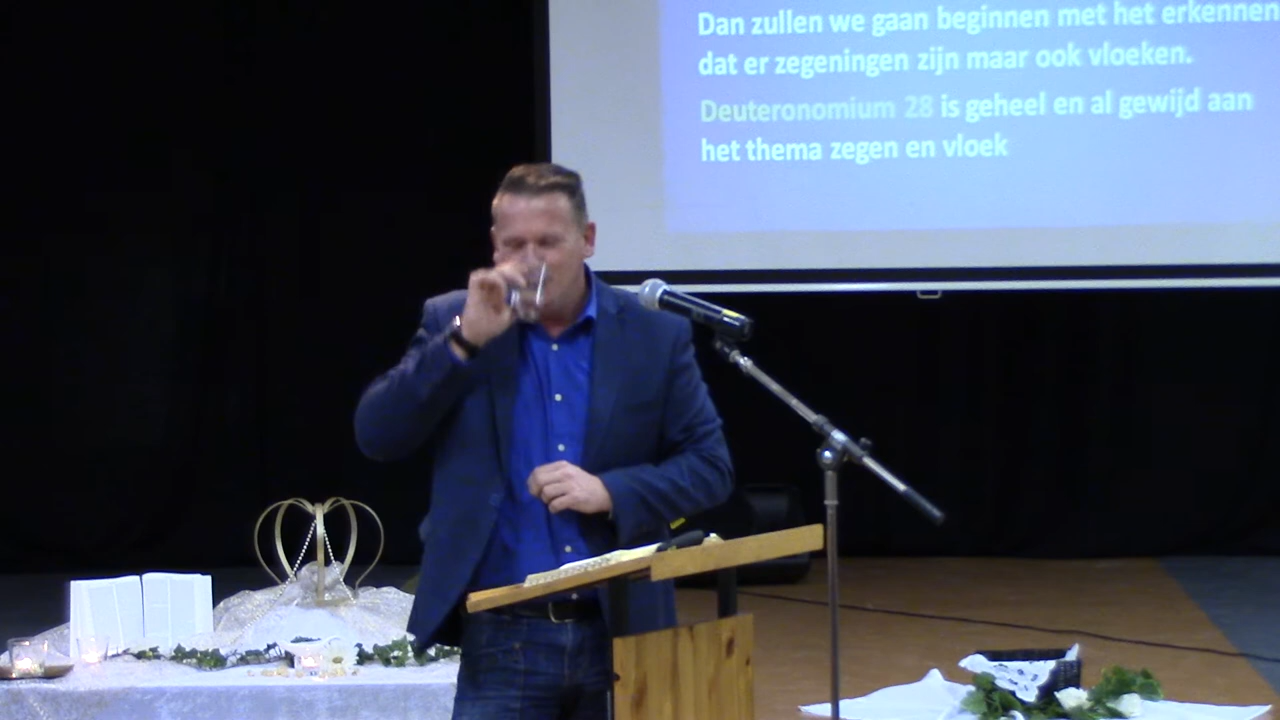 Dan zullen we gaan beginnen met het erkennen
dat er zegeningen zijn maar ook vloeken.
Deuteronomium 28 is geheel en al gewijd aan
het thema zegen en vloek